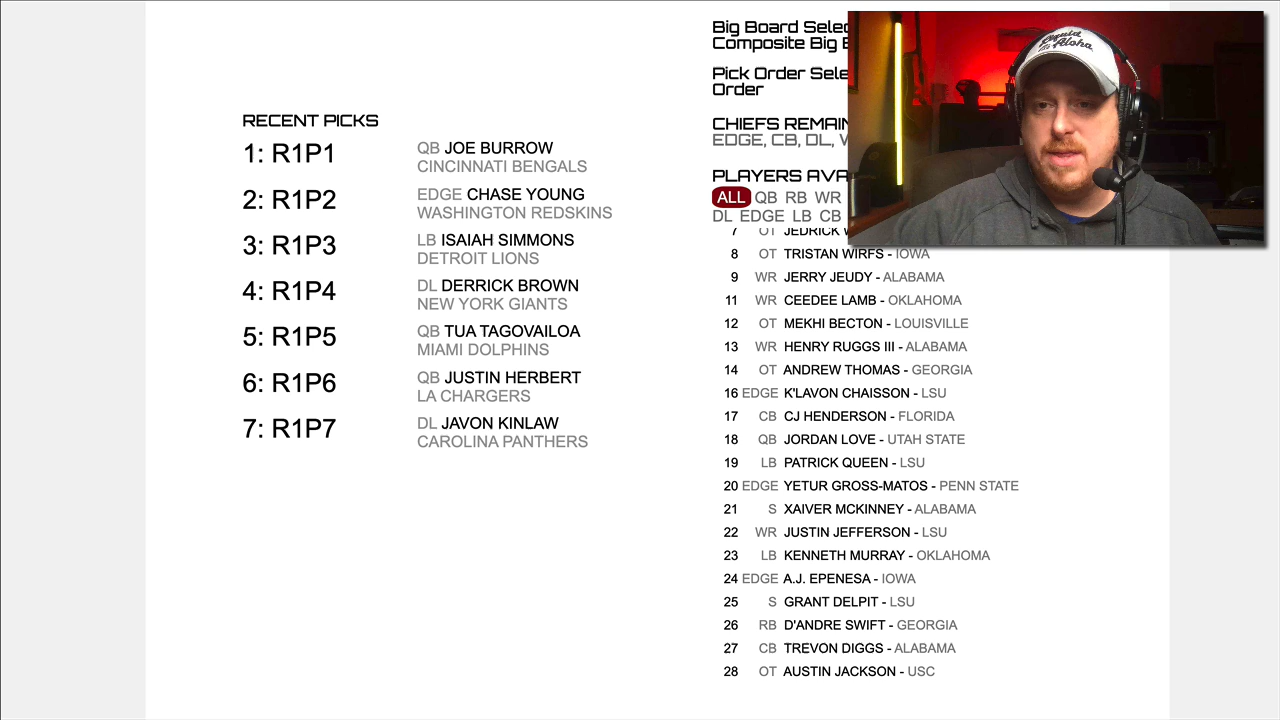 RECENT PICKS
1: R1P1
QB JOE BURROW
CINCINNATI BENGALS
2: R1P2
EDGE CHASE YOUNG
WASHINGTON REDSKINS
3: R1P3
LB ISAIAH SIMMONS
DETROIT LIONS
4: R1P4
DL DERRICK BROWN
NEW YORK GIANTS
5: R1P5
QB TUA TAGOVAILOA
MIAMI DOLPHINS
6: R1P6
QB JUSTIN HERBERT
LA CHARGERS
7: R1P7
DL JAVON KINLAW
CAROLINA PANTHERS
Big Board
Composite Big
Pick Order
Order
CHIEFS
EDGE, CB, DL,
PLAYERS
ALL QB RB WR
DL EDGE LB CB
7 OT JEDRICK
8 OT TRISTAN WIRFS - IOWA
9 WR JERRY JEUDY - ALABAMA
11 WR CEEDEE LAMB - OKLAHOMA
12 OT MEKHI BECTON - LOUISVILLE
13 WR HENRY RUGGS III - ALABAMA
14 OT ANDREW THOMAS - GEORGIA
16 EDGE K'LAVON CHAISSON - LSU
17 CB CJ HENDERSON - FLORIDA
18 QB JORDAN LOVE - UTAH STATE
19 LB PATRICK QUEEN - LSU
20 EDGE YETUR GROSS-MATOS - PENN STATE
21 S XAIVER MCKINNEY - ALABAMA
22 WR JUSTIN JEFFERSON - LSU
23 LB KENNETH MURRAY - OKLAHOMA
24 EDGE A.J. EPENESA - IOWA
25 S GRANT DELPIT - LSU
26 RB D'ANDRE SWIFT - GEORGIA
27 CB TREVON DIGGS - ALABAMA
28 OT AUSTIN JACKSON - USC
Liquid
Aloha